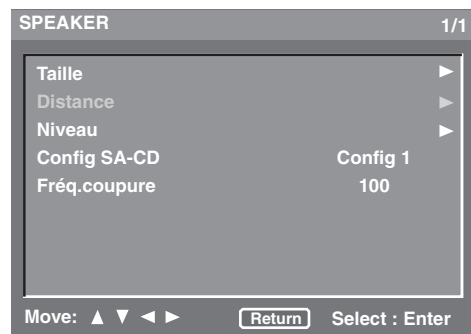 SPEAKER 1/1
Taille ►
Distance ►
Niveau ►
Config SA-CD Config 1
Fréq.coupure 100
Move: ▲ ▼ ◄ ► Return Select : Enter